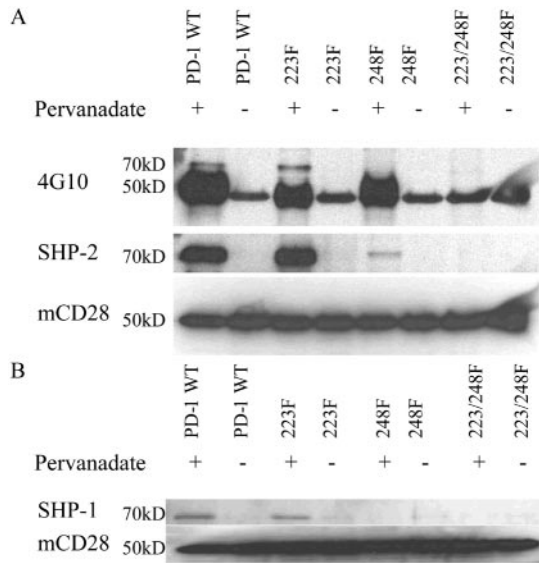 A
PD-1 WT PD-1 WT 223F 223F 248F 248F 223/248F 223/248F
Pervanadate + - + - + - + -
4G10 70kD
50kD
SHP-2 70kD
mCD28 50kD
B
PD-1 WT PD-1 WT 223F 223F 248F 248F 223/248F 223/248F
Pervanadate + - + - + - + -
SHP-1 70kD
mCD28 50kD